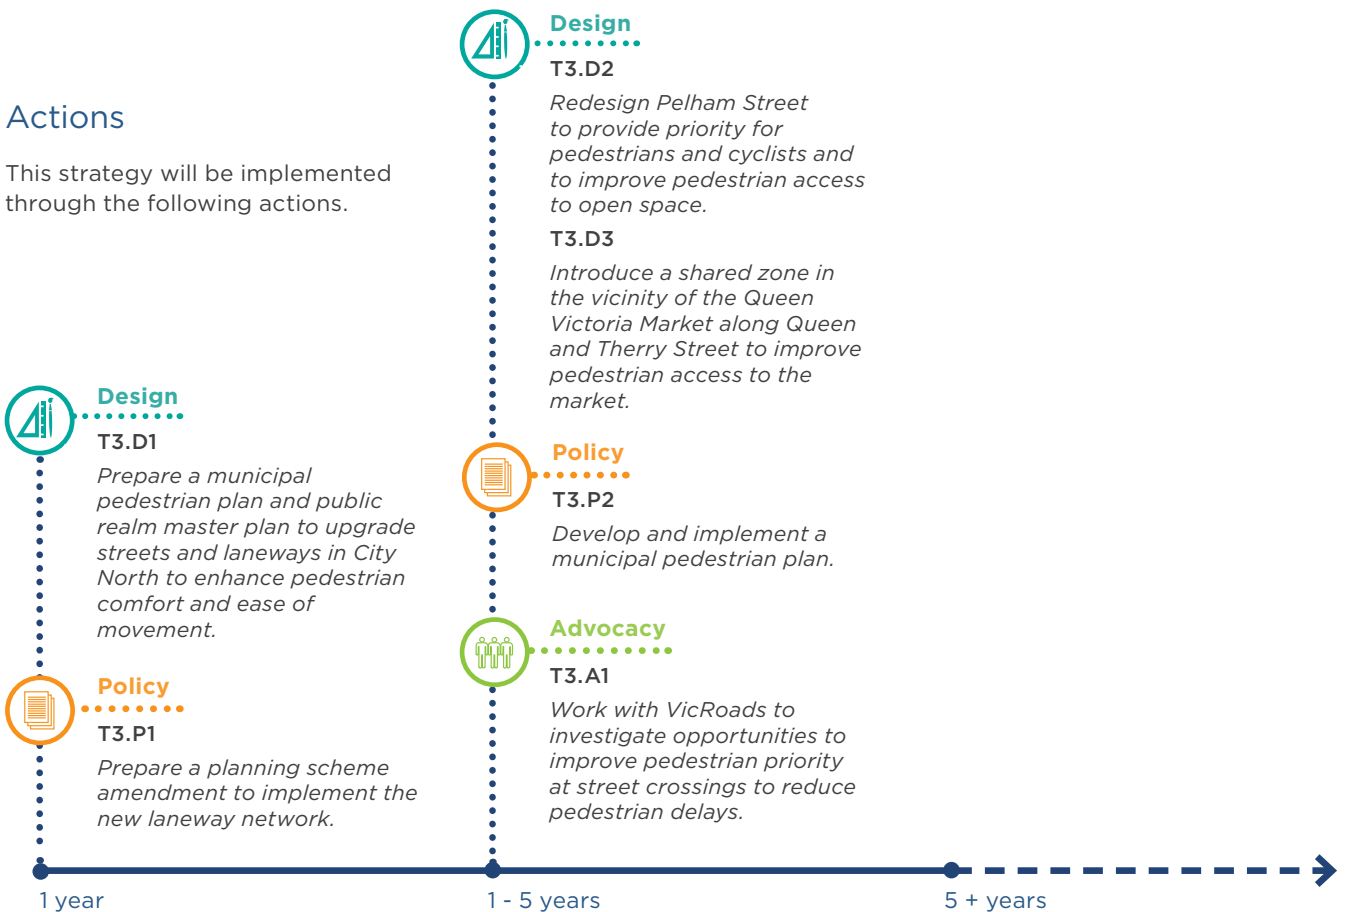 Actions
This strategy will be implemented
through the following actions.
Design
T3.D1
Prepare a municipal
pedestrian plan and public
realm master plan to upgrade
streets and laneways in City
North to enhance pedestrian
comfort and ease of
movement.
Policy
T3.P1
Prepare a planning scheme
amendment to implement the
new laneway network.
Design
T3.D2
Redesign Pelham Street
to provide priority for
pedestrians and cyclists and
to improve pedestrian access
to open space.
T3.D3
Introduce a shared zone in
the vicinity of the Queen
Victoria Market along Queen
and Therry Street to improve
pedestrian access to the
market.
Policy
T3.P2
Develop and implement a
municipal pedestrian plan.
Advocacy
T3.A1
Work with VicRoads to
investigate opportunities to
improve pedestrian priority
at street crossings to reduce
pedestrian delays.
1 year
1 - 5 years
5 + years